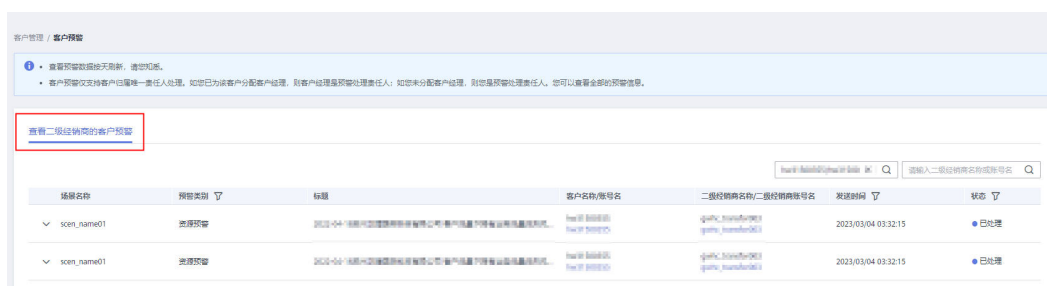 客户管理 / 客户预警
• 查看预警数据按天刷新，请您知悉。
• 客户预警仅支持客户归属唯一责任人处理。如您已为该客户分配客户经理，则客户经理是预警处理责任人；如您未分配客户经理，则您是预警处理责任人。您可以查看全部的预警信息。
查看二级经销商的客户预警
请输入二级经销商名称或账号名
场景名称 预警类别 标题 客户名称/账号名 二级经销商名称/二级经销商账号名 发送时间 状态
scen_name01 资源预警 2023/03/04 03:32:15 已处理
scen_name01 资源预警 2023/03/04 03:32:15 已处理